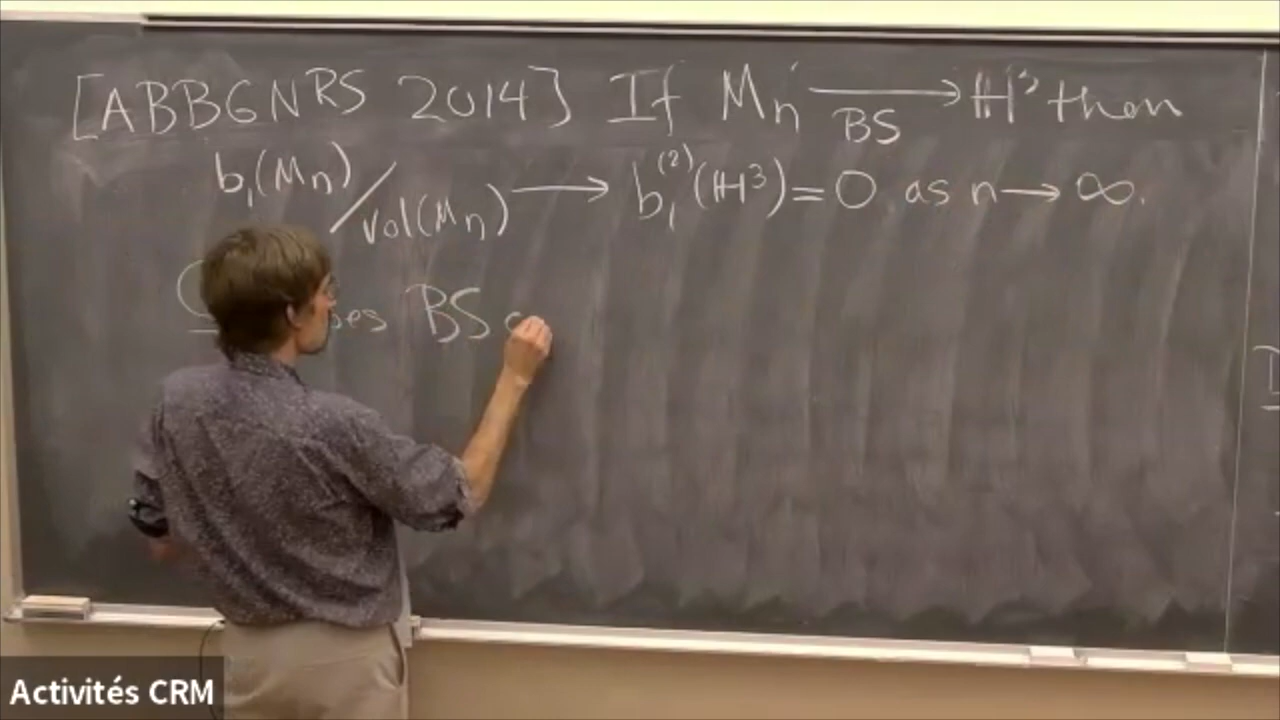 [ABBGNRS 2014] If Mₙ →BS ℍ³ then
b₁(Mₙ)/vol(Mₙ) → b₁⁽²⁾(ℍ³) = 0 as n → ∞.
BS
Activités CRM